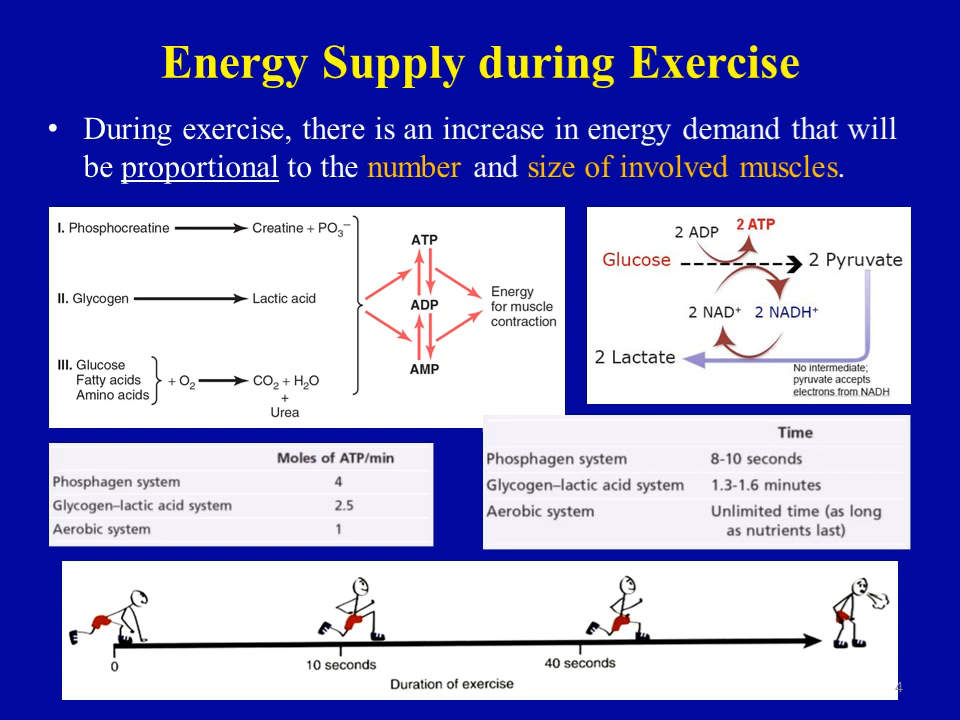 Energy Supply during Exercise
• During exercise, there is an increase in energy demand that will
be proportional to the number and size of involved muscles.
I. Phosphocreatine Creatine + PO3–
II. Glycogen Lactic acid
III. Glucose
Fatty acids
Amino acids
+ O2 CO2 + H2O
+
Urea
ATP
ADP
AMP
Energy
for muscle
contraction
2 ADP 2 ATP
Glucose 2 Pyruvate
2 NAD+ 2 NADH+
2 Lactate
No intermediate;
pyruvate accepts
electrons from NADH
Moles of ATP/min
Phosphagen system 4
Glycogen–lactic acid system 2.5
Aerobic system 1
Time
Phosphagen system 8-10 seconds
Glycogen–lactic acid system 1.3-1.6 minutes
Aerobic system Unlimited time (as long
as nutrients last)
0 10 seconds 40 seconds
Duration of exercise
4